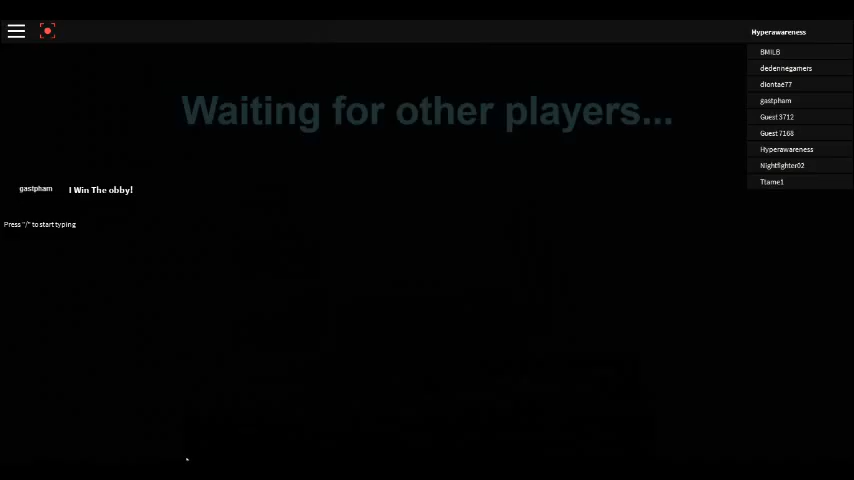 Hyperawareness
BMILB
dedennegamers
diontae77
gastpham
Guest 3712
Guest 7168
Hyperawareness
Nightfighter02
Ttame1
Waiting for other players...
gastpham I Win The obby!
Press "/" to start typing